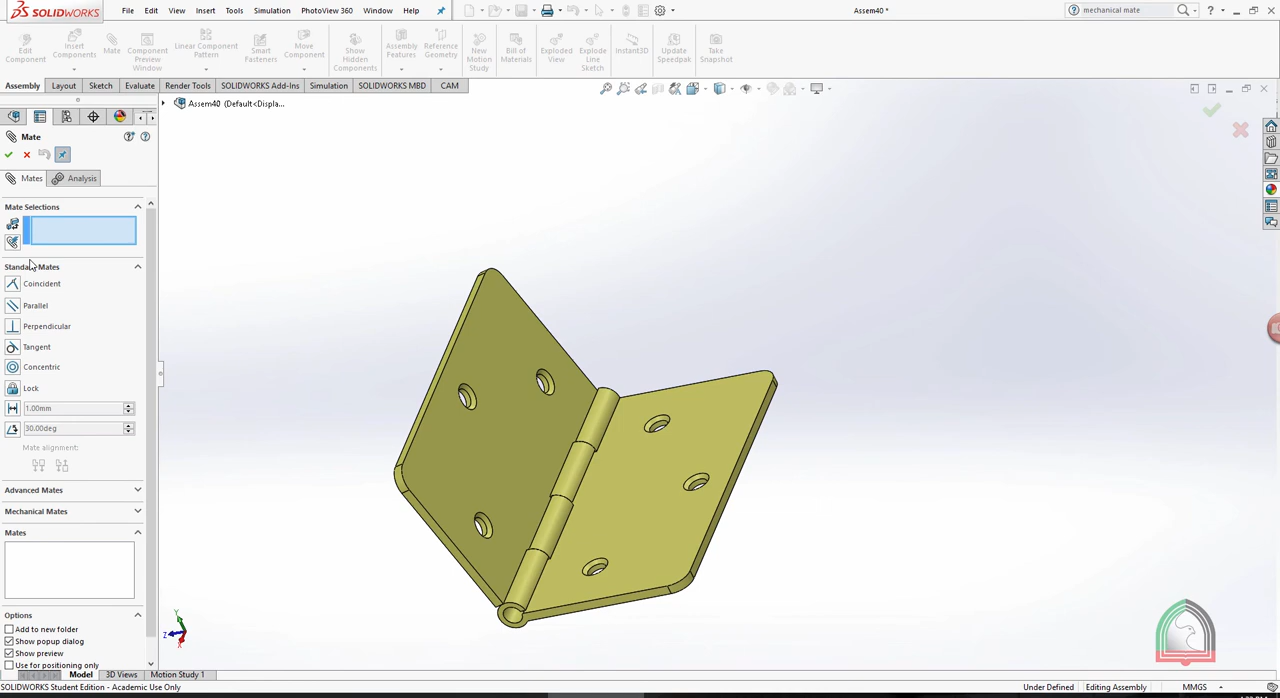 SOLIDWORKS File Edit View Insert Tools Simulation PhotoView 360 Window Help Assem40 * mechanical mate
Edit Component
Insert Components
Mate
Component Preview Window
Linear Component Pattern
Smart Fasteners
Move Component
Show Hidden Components
Assembly Features
Reference Geometry
New Motion Study
Bill of Materials
Exploded View
Explode Line Sketch
Instant3D
Update Speedpak
Take Snapshot
Assembly Layout Sketch Evaluate Render Tools SOLIDWORKS Add-Ins Simulation SOLIDWORKS MBD CAM
Assem40 (Default<Displa...
Mate
Mates Analysis
Mate Selections
Standard Mates
Coincident
Parallel
Perpendicular
Tangent
Concentric
Lock
1.00mm
30.00deg
Mate alignment:
Advanced Mates
Mechanical Mates
Mates
Options
Add to new folder
Show popup dialog
Show preview
Use for positioning only
Y
Z
X
Model 3D Views Motion Study 1
SOLIDWORKS Student Edition - Academic Use Only Under Defined Editing Assembly MMGS